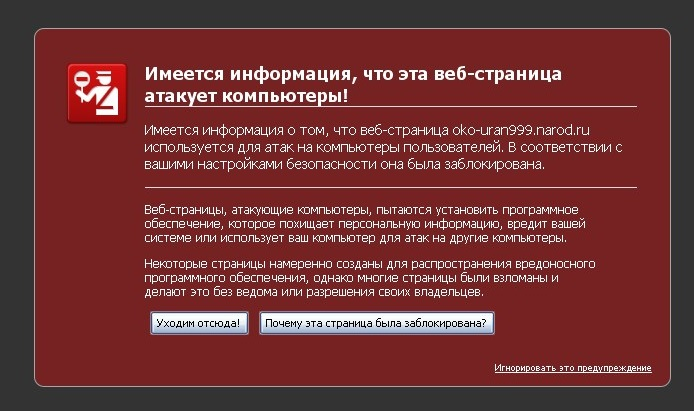 Имеется информация, что эта веб-страница
атакует компьютеры!
Имеется информация о том, что веб-страница oko-uran999.narod.ru
используется для атак на компьютеры пользователей. В соответствии с
вашими настройками безопасности она была заблокирована.
Веб-страницы, атакующие компьютеры, пытаются установить программное
обеспечение, которое похищает персональную информацию, вредит вашей
системе или использует ваш компьютер для атак на другие компьютеры.
Некоторые страницы намеренно созданы для распространения вредоносного
программного обеспечения, однако многие страницы были взломаны и
делают это без ведома или разрешения своих владельцев.
Уходим отсюда! Почему эта страница была заблокирована?
Игнорировать это предупреждение